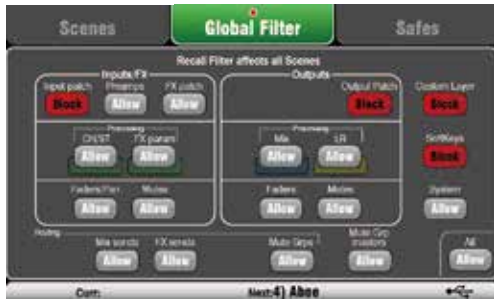 Scenes Global Filter Safes
Recall Filter affects all Scenes
Inputs/FX Outputs
Input patch Preamps FX patch Output Patch Custom Layer
Block Allow Allow Block Block
Processing Processing
CH/ST FX param Mix LR SoftKeys
Allow Allow Allow Allow Block
Faders/Pan Mutes Faders Mutes System
Allow Allow Allow Allow Allow
Routing
Mix sends FX sends Mute Grps Mute Grp masters All
Allow Allow Allow Allow Allow
Curr: Next:4)